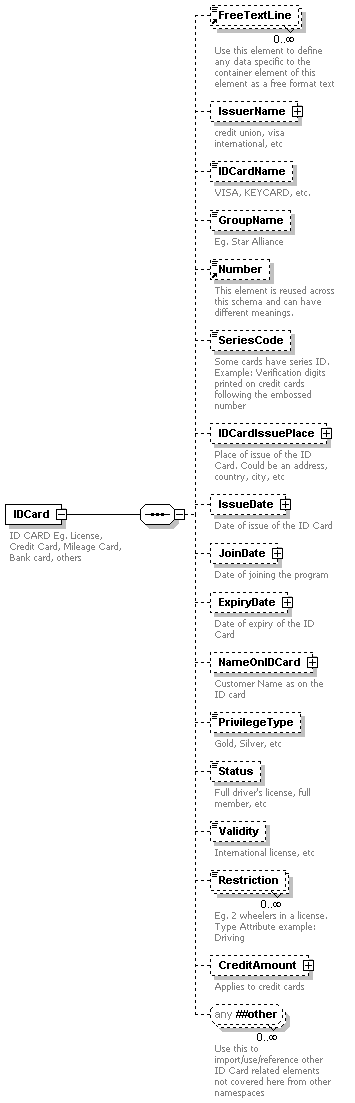 FreeTextLine
0..∞
Use this element to define
any data specific to the
container element of this
element as a free format text
IssuerName
credit union, visa
international, etc
IDCardName
VISA, KEYCARD, etc.
GroupName
Eg. Star Alliance
Number
This element is reused across
this schema and can have
different meanings.
SeriesCode
Some cards have series ID.
Example: Verification digits
printed on credit cards
following the embossed
number
IDCardIssuePlace
Place of issue of the ID
Card. Could be an address,
country, city, etc
IDCard
ID CARD Eg. License,
Credit Card, Mileage Card,
Bank card, others
IssueDate
Date of issue of the ID Card
JoinDate
Date of joining the program
ExpiryDate
Date of expiry of the ID
Card
NameOnIDCard
Customer Name as on the
ID card
PrivilegeType
Gold, Silver, etc
Status
Full driver's license, full
member, etc
Validity
International license, etc
Restriction
0..∞
Eg. 2 wheelers in a license.
Type Attribute example:
Driving
CreditAmount
Applies to credit cards
any ##other
0..∞
Use this to
import/use/reference other
ID Card related elements
not covered here from other
namespaces